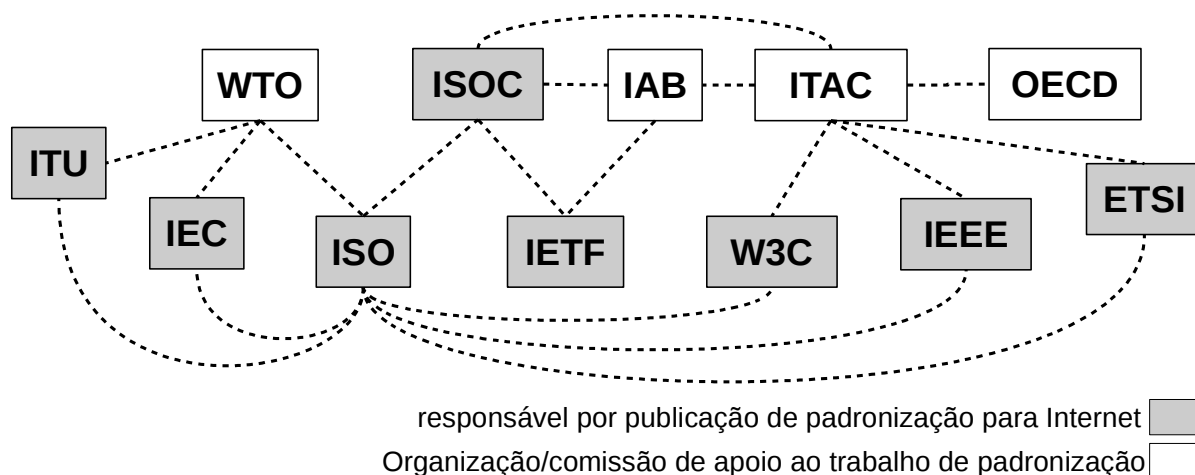 WTO
ISOC
IAB
ITAC
OECD
ITU
IEC
ISO
IETF
W3C
IEEE
ETSI
responsável por publicação de padronização para Internet
Organização/comissão de apoio ao trabalho de padronização